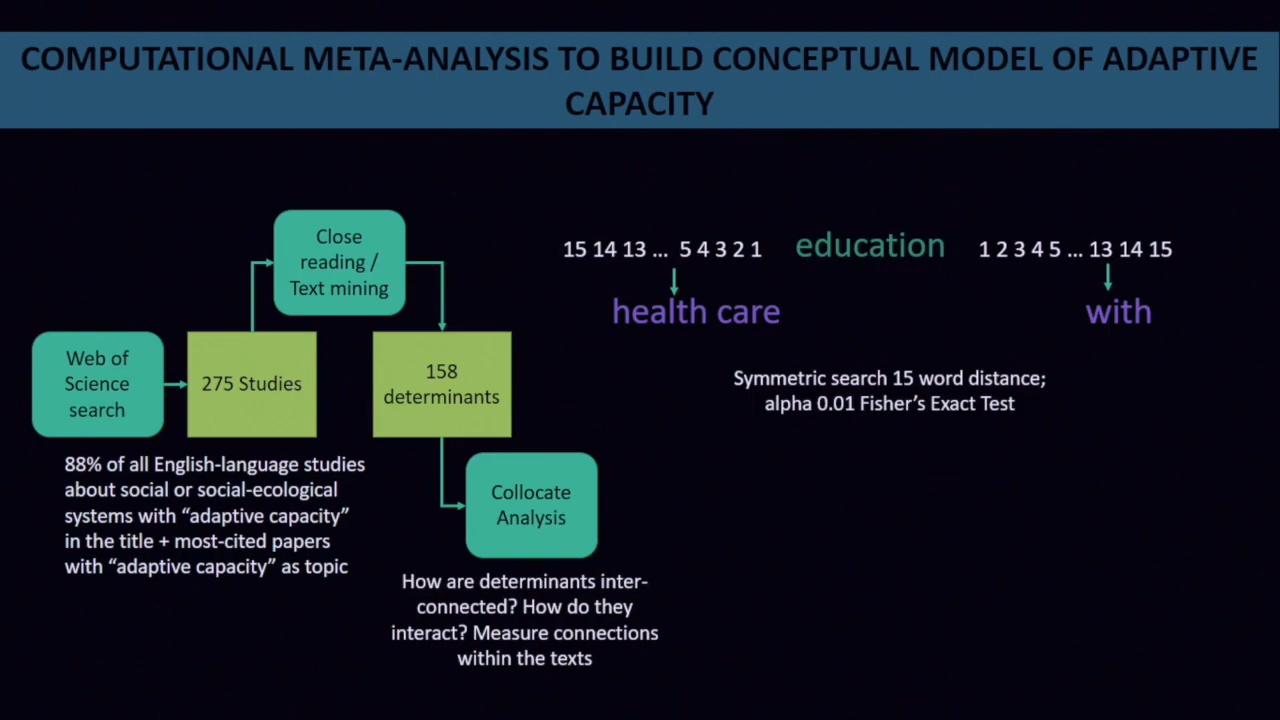 COMPUTATIONAL META-ANALYSIS TO BUILD CONCEPTUAL MODEL OF ADAPTIVE
CAPACITY
Close
reading /
Text mining
Web of
Science
search
275 Studies
158
determinants
88% of all English-language studies
about social or social-ecological
systems with “adaptive capacity”
in the title + most-cited papers
with “adaptive capacity” as topic
Collocate
Analysis
How are determinants inter-
connected? How do they
interact? Measure connections
within the texts
15 14 13 ... 5 4 3 2 1 education 1 2 3 4 5 ... 13 14 15
health care with
Symmetric search 15 word distance;
alpha 0.01 Fisher’s Exact Test